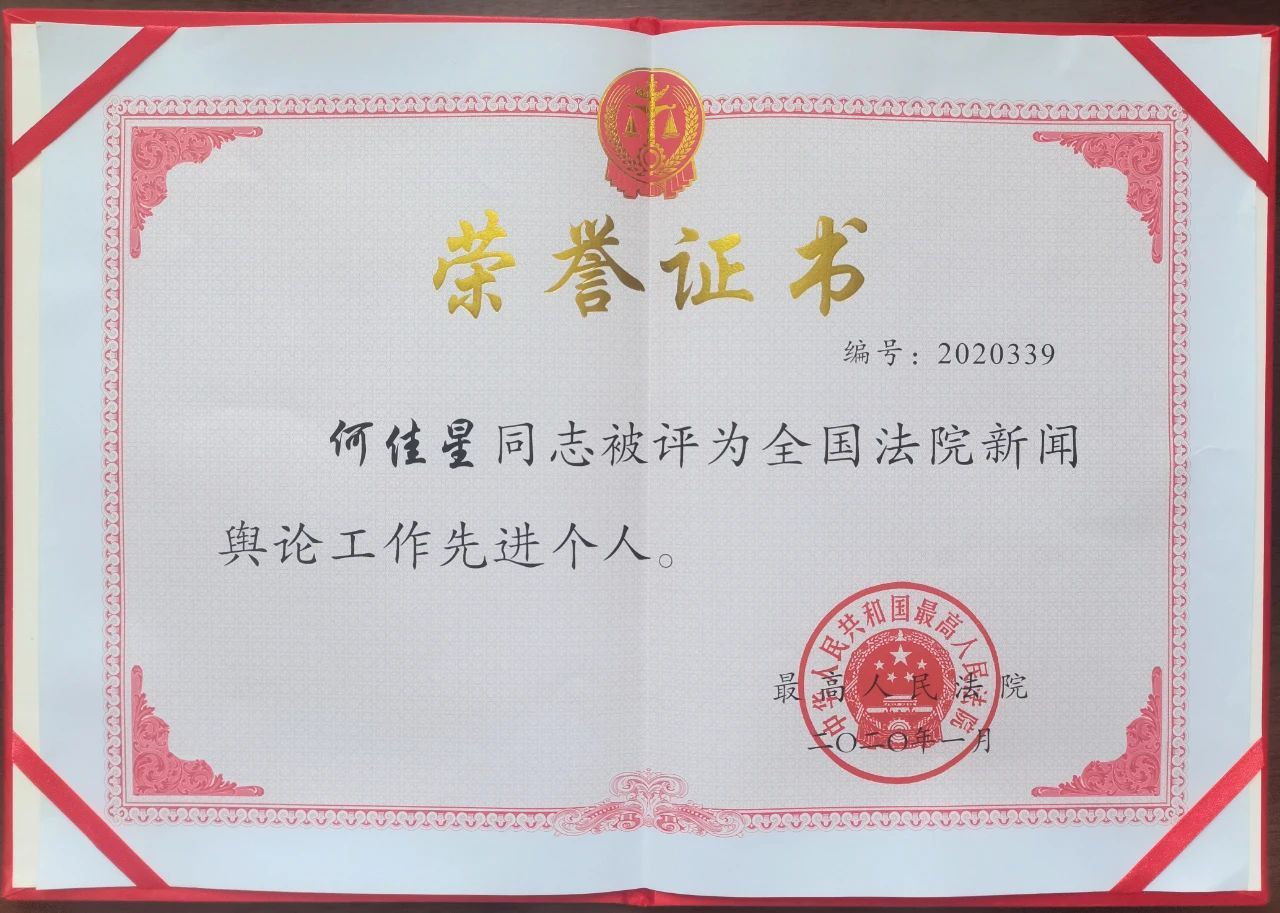 荣誉证书
编号：2020339
何佳星同志被评为全国法院新闻
舆论工作先进个人。
中华人民共和国最高人民法院
最高人民法院
二〇二〇年一月